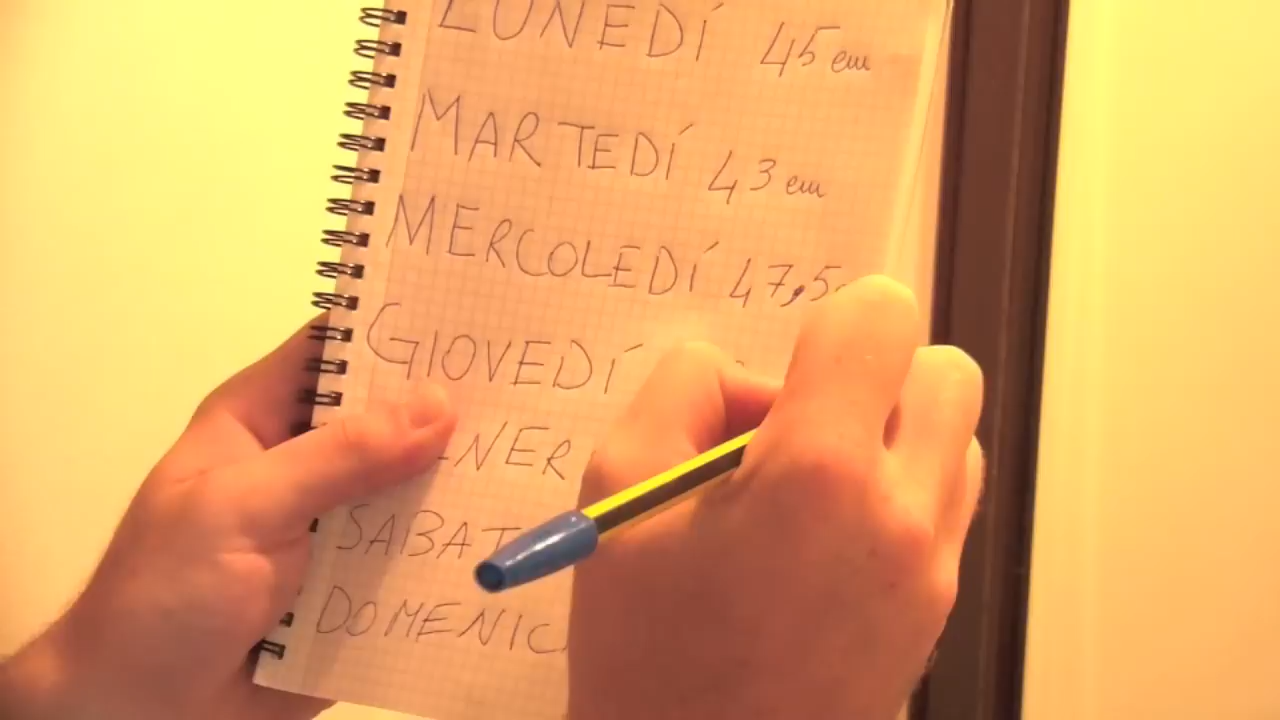 LUNEDÍ 45 cm
MARTEDÍ 43 cm
MERCOLEDÍ 47,5
GIOVEDÍ
SABAT
DOMENIC